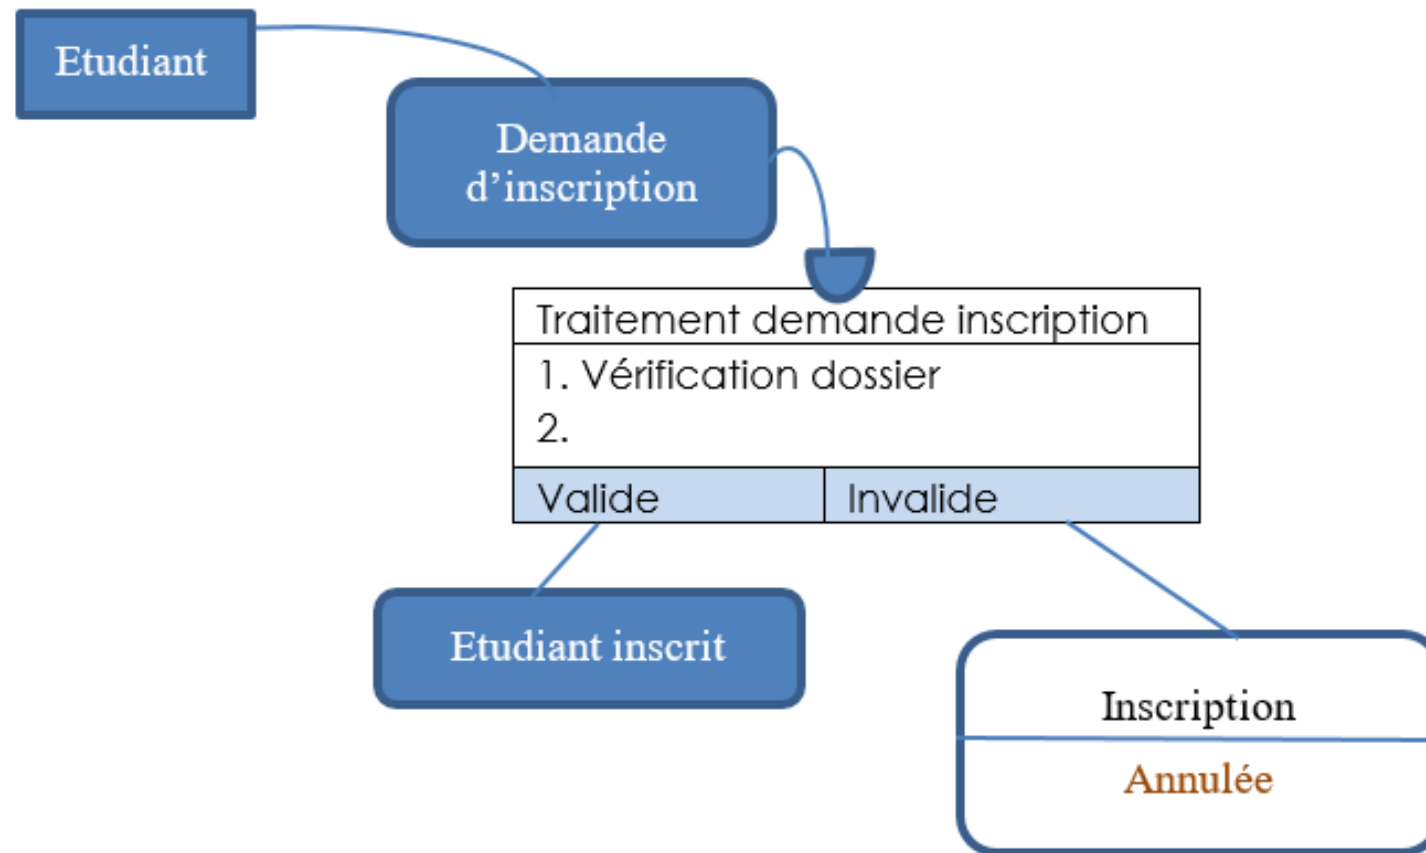 Etudiant
Demande
d’inscription
Traitement demande inscription
1. Vérification dossier
2.
Valide
Invalide
Etudiant inscrit
Inscription
Annulée